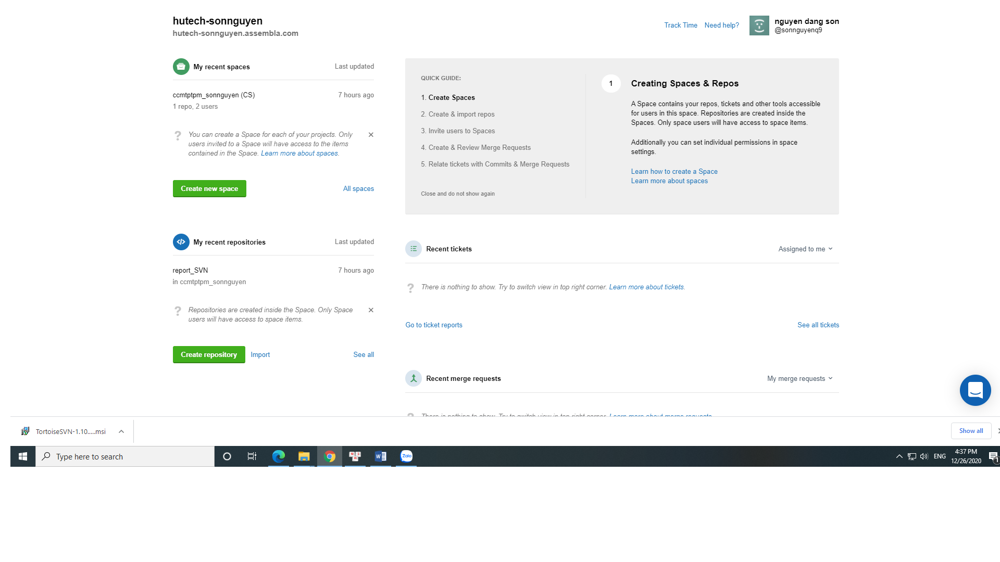 hutech-sonnguyen
hutech-sonnguyen.assembla.com
Track Time
Need help?
nguyen dang son
@sonnguyenq9
My recent spaces
Last updated
ccmtptpm_sonnguyen (CS)
7 hours ago
1 repo, 2 users
? You can create a Space for each of your projects. Only
users invited to a Space will have access to the items
contained in the Space. Learn more about spaces.
Create new space
All spaces
QUICK GUIDE:
1. Create Spaces
2. Create & import repos
3. Invite users to Spaces
4. Create & Review Merge Requests
5. Relate tickets with Commits & Merge Requests
Close and do not show again
1
Creating Spaces & Repos
A Space contains your repos, tickets and other tools accessible
for users in this space. Repositories are created inside the
Spaces. Only space users will have access to space items.
Additionally you can set individual permissions in space
settings.
Learn how to create a Space
Learn more about spaces
My recent repositories
Last updated
report_SVN
7 hours ago
in ccmtptpm_sonnguyen
? Repositories are created inside the Space. Only Space
users will have access to space items.
Create repository
Import
See all
Recent tickets
Assigned to me
? There is nothing to show. Try to switch view in top right corner. Learn more about tickets.
Go to ticket reports
See all tickets
Recent merge requests
My merge requests
? There is nothing to show. Try to switch view in top right corner. Learn more about merge requests.
TortoiseSVN-1.10.....msi
Show all
Type here to search
Zalo
ENG
4:37 PM
12/26/2020
1